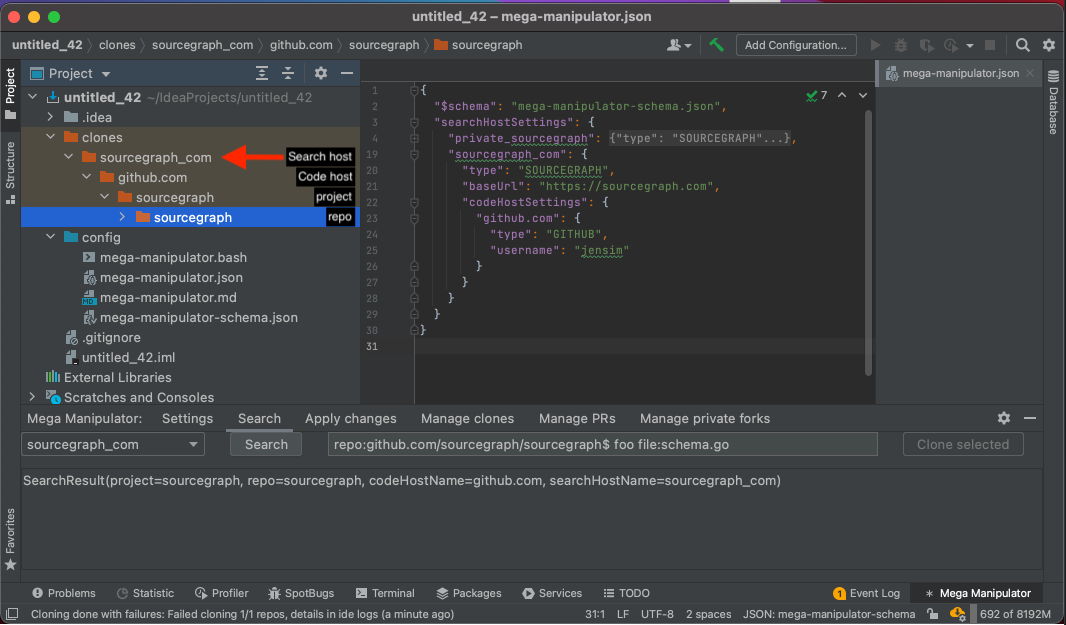 untitled_42 – mega-manipulator.json
untitled_42 〉 clones 〉 sourcegraph_com 〉 github.com 〉 sourcegraph 〉 sourcegraph
Add Configuration...
Project
Structure
Favorites
Project
untitled_42 ~/IdeaProjects/untitled_42
.idea
clones
sourcegraph_com
Search host
github.com
Code host
sourcegraph
project
sourcegraph
repo
config
mega-manipulator.bash
mega-manipulator.json
mega-manipulator.md
mega-manipulator-schema.json
.gitignore
untitled_42.iml
External Libraries
Scratches and Consoles
1 {
2 "$schema": "mega-manipulator-schema.json",
3 "searchHostSettings": {
4 "private_sourcegraph": {"type": "SOURCEGRAPH"...},
19 "sourcegraph_com": {
20 "type": "SOURCEGRAPH",
21 "baseUrl": "https://sourcegraph.com",
22 "codeHostSettings": {
23 "github.com": {
24 "type": "GITHUB",
25 "username": "jensim"
26 }
27 }
28 }
29 }
30 }
31
7
mega-manipulator.json
Database
Mega Manipulator: Settings Search Apply changes Manage clones Manage PRs Manage private forks
sourcegraph_com Search repo:github.com/sourcegraph/sourcegraph$ foo file:schema.go Clone selected
SearchResult(project=sourcegraph, repo=sourcegraph, codeHostName=github.com, searchHostName=sourcegraph_com)
Problems Statistic Profiler SpotBugs Terminal Packages Services TODO 1 Event Log Mega Manipulator
Cloning done with failures: Failed cloning 1/1 repos, details in ide logs (a minute ago) 31:1 LF UTF-8 2 spaces JSON: mega-manipulator-schema 692 of 8192M